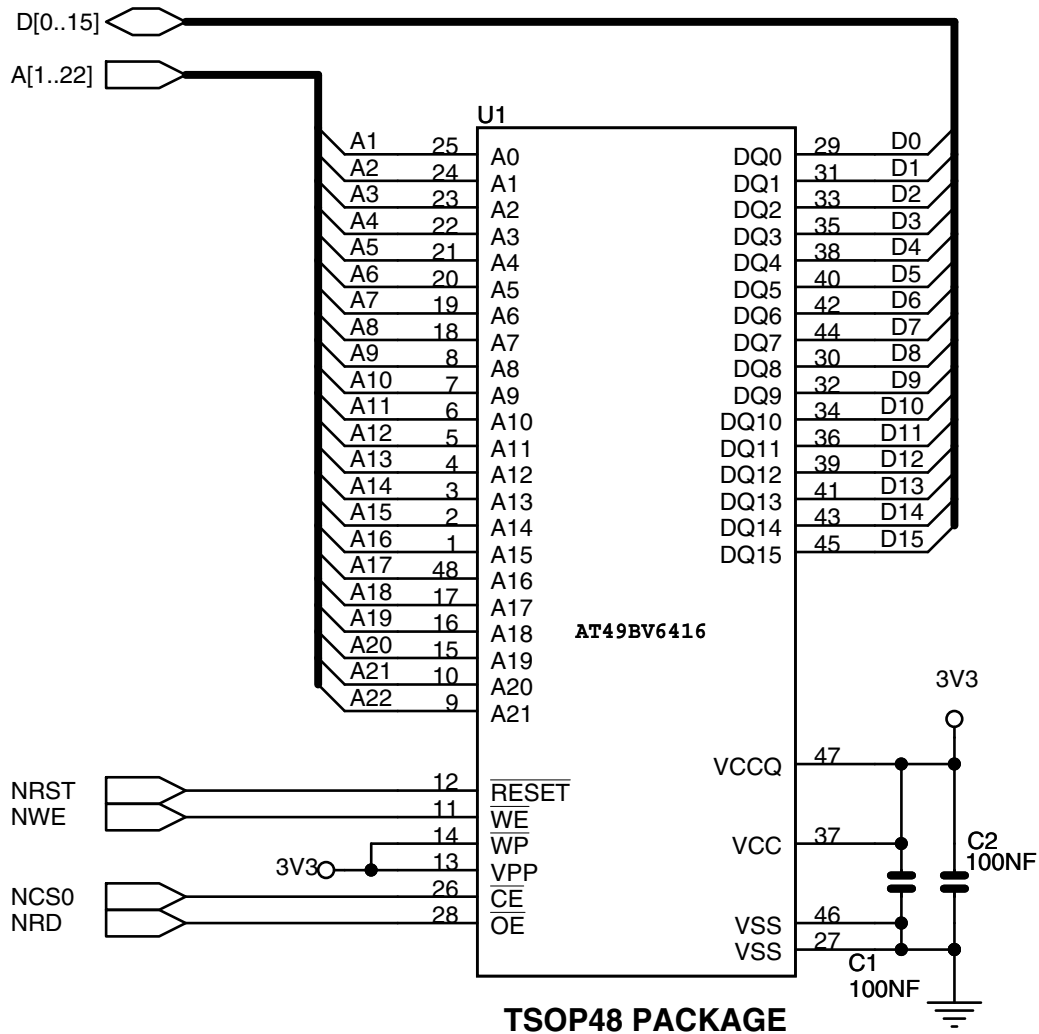 D[0..15]
A[1..22]
U1
A1 25 A0 DQ0 29 D0
A2 24 A1 DQ1 31 D1
A3 23 A2 DQ2 33 D2
A4 22 A3 DQ3 35 D3
A5 21 A4 DQ4 38 D4
A6 20 A5 DQ5 40 D5
A7 19 A6 DQ6 42 D6
A8 18 A7 DQ7 44 D7
A9 8 A8 DQ8 30 D8
A10 7 A9 DQ9 32 D9
A11 6 A10 DQ10 34 D10
A12 5 A11 DQ11 36 D11
A13 4 A12 DQ12 39 D12
A14 3 A13 DQ13 41 D13
A15 2 A14 DQ14 43 D14
A16 1 A15 DQ15 45 D15
A17 48 A16
A18 17 A17
A19 16 A18 AT49BV6416
A20 15 A19
A21 10 A20
A22 9 A21
3V3
VCCQ 47
NRST 12 RESET
NWE 11 WE
14 WP VCC 37 C2
3V3 13 VPP 100NF
NCS0 26 CE
NRD 28 OE VSS 46
VSS 27
C1
100NF
TSOP48 PACKAGE